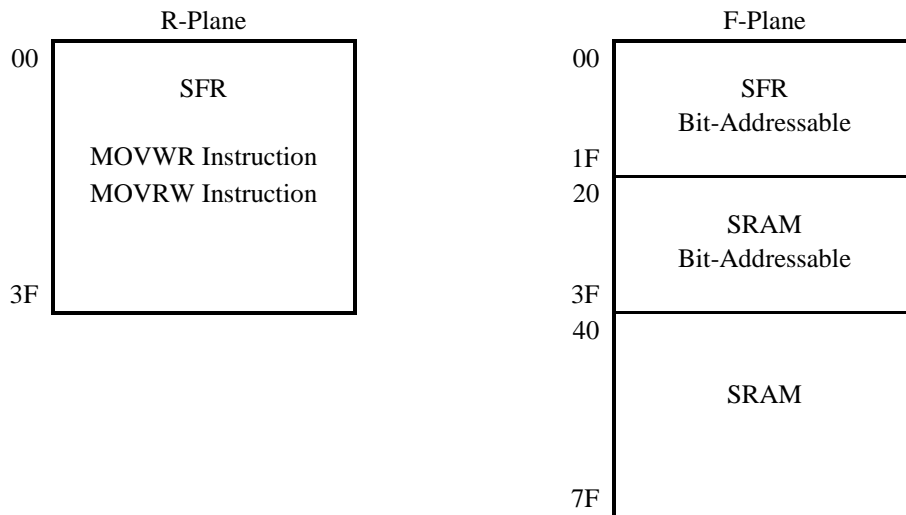 R-Plane
00
SFR
MOVWR Instruction
MOVRW Instruction
3F
F-Plane
00
SFR
Bit-Addressable
1F
20
SRAM
Bit-Addressable
3F
40
SRAM
7F